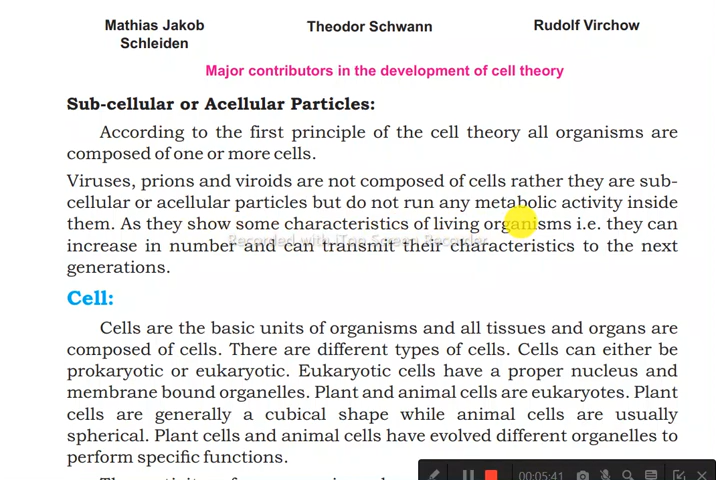 Mathias Jakob Schleiden
Theodor Schwann
Rudolf Virchow
Major contributors in the development of cell theory
Sub-cellular or Acellular Particles:
According to the first principle of the cell theory all organisms are
composed of one or more cells.
Viruses, prions and viroids are not composed of cells rather they are sub-
cellular or acellular particles but do not run any metabolic activity inside
them. As they show some characteristics of living organisms i.e. they can
Recorded with iTop Screen Recorder
increase in number and can transmit their characteristics to the next
generations.
Cell:
Cells are the basic units of organisms and all tissues and organs are
composed of cells. There are different types of cells. Cells can either be
prokaryotic or eukaryotic. Eukaryotic cells have a proper nucleus and
membrane bound organelles. Plant and animal cells are eukaryotes. Plant
cells are generally a cubical shape while animal cells are usually
spherical. Plant cells and animal cells have evolved different organelles to
perform specific functions.
00:05:41